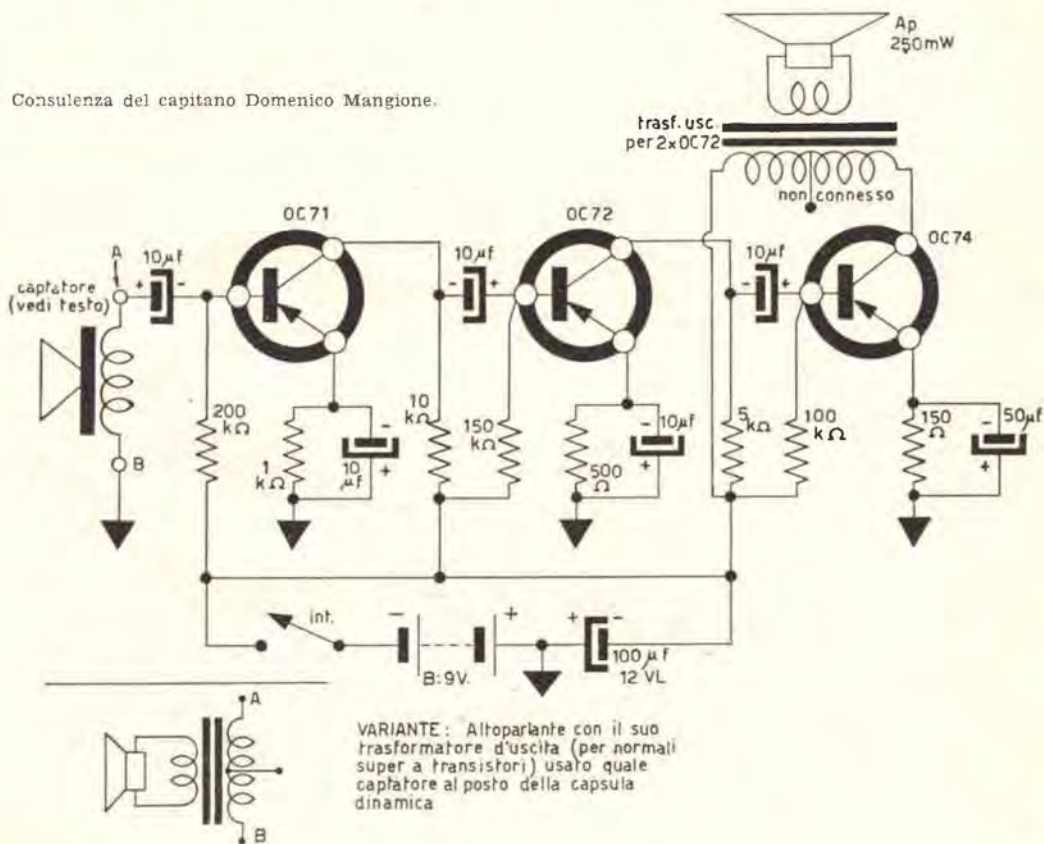 Ap
250mW
Consulenza del capitano Domenico Mangione.
trasf. usc.
per 2x0C72
non connesso
OC71
OC72
OC74
A
captatore
(vedi testo)
10µf
+ -
10µf
- +
10µf
- +
B
200
kΩ
1
kΩ
10
µf
-
+
10
kΩ
150
kΩ
500
Ω
10µf
-
+
5
kΩ
100
kΩ
150
Ω
50µf
-
+
int.
- +
B:9V.
+ -
100µf
12 VL
A
B
VARIANTE: Altoparlante con il suo
trasformatore d'uscita (per normali
super a transistori) usato quale
captatore al posto della capsula
dinamica